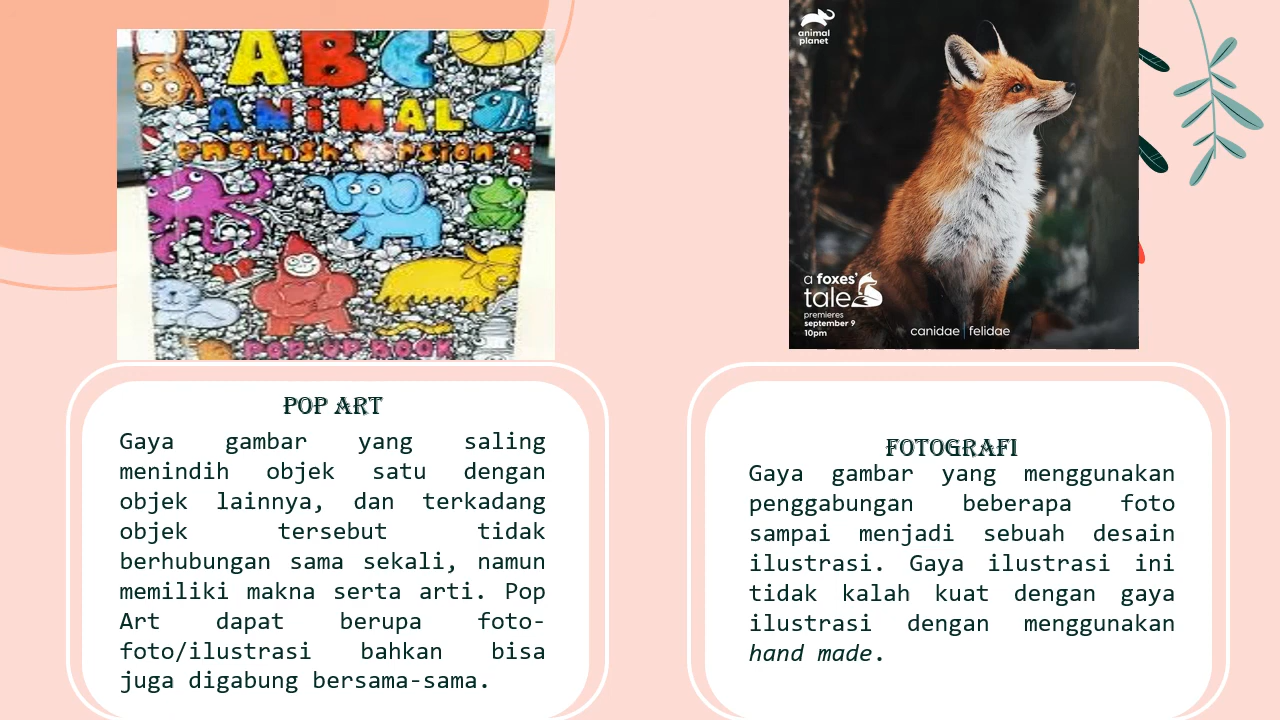 ABC
ANiMAL
english version
POP-UP BOOK
POP ART
Gaya gambar yang saling
menindih objek satu dengan
objek lainnya, dan terkadang
objek tersebut tidak
berhubungan sama sekali, namun
memiliki makna serta arti. Pop
Art dapat berupa foto-
foto/ilustrasi bahkan bisa
juga digabung bersama-sama.
animal
planet
a foxes'
tale
premieres
september 9
10pm
canidae | felidae
FOTOGRAFI
Gaya gambar yang menggunakan
penggabungan beberapa foto
sampai menjadi sebuah desain
ilustrasi. Gaya ilustrasi ini
tidak kalah kuat dengan gaya
ilustrasi dengan menggunakan
hand made.